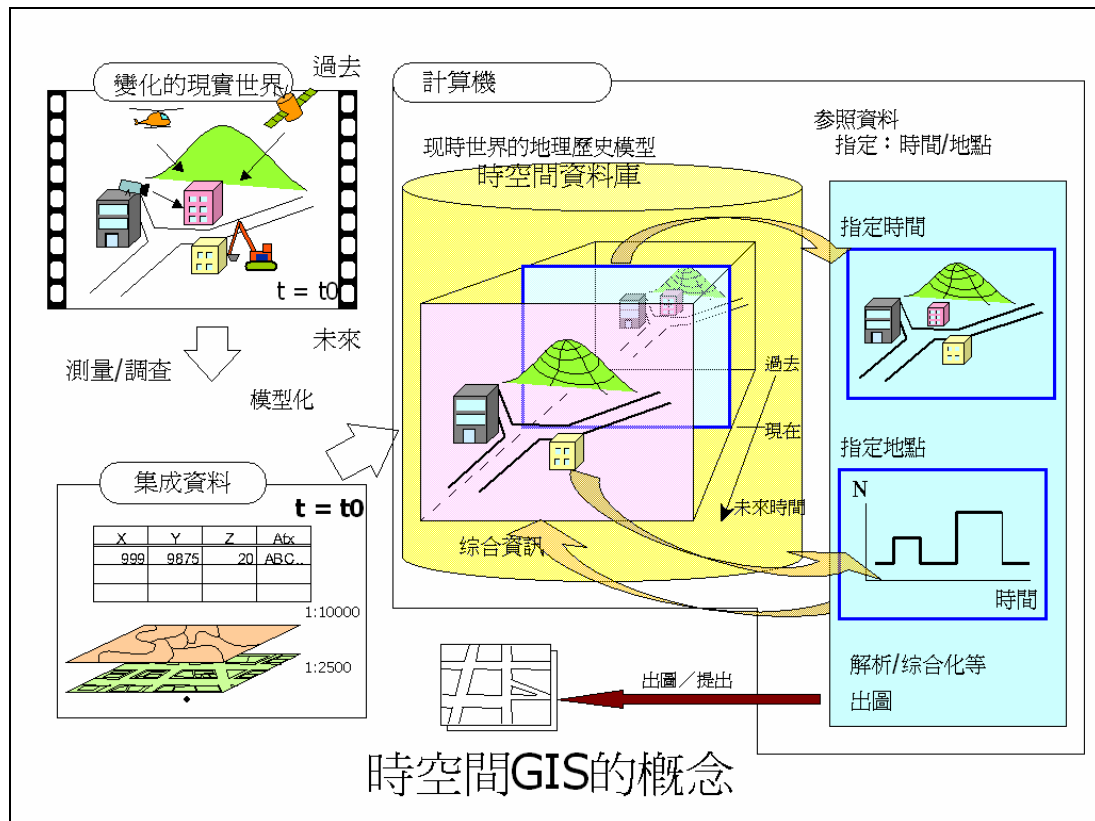 過去
變化的現實世界
t = t0
未來
測量/調查
模型化
集成資料
t = t0
X Y Z Atx
999 9875 20 ABC..
1:10000
1:2500
計算機
现時世界的地理歷史模型
時空間資料庫
過去
現在
未來時間
综合資訊
参照資料
指定：時間/地點
指定時間
指定地點
N
時間
解析/综合化等
出圖
出圖／提出
時空間GIS的概念